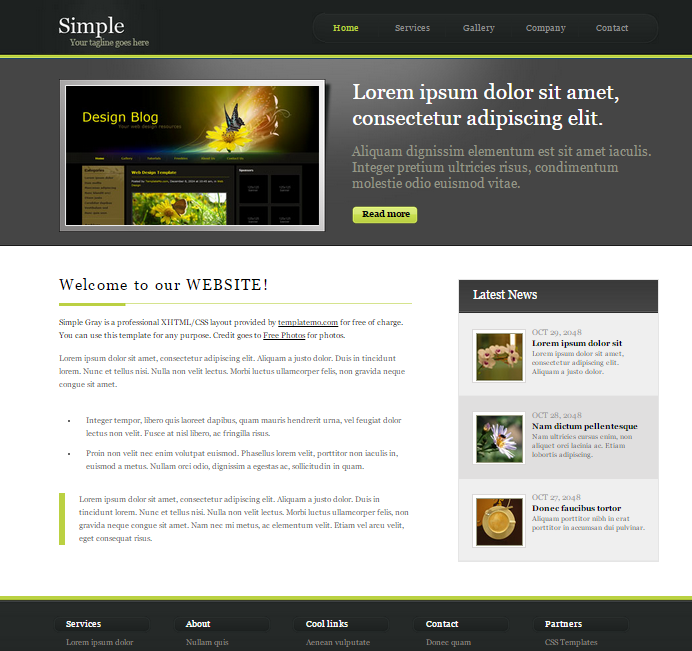 Simple
Your tagline goes here
Home Services Gallery Company Contact
Design Blog
Your web design resources
Web Design Template
Sponsors
Lorem ipsum dolor sit amet,
consectetur adipiscing elit.
Aliquam dignissim elementum est sit amet iaculis.
Integer pretium ultricies risus, condimentum
molestie odio euismod vitae.
Read more
Welcome to our WEBSITE!
Simple Gray is a professional XHTML/CSS layout provided by templatemo.com for free of charge.
You can use this template for any purpose. Credit goes to Free Photos for photos.
Lorem ipsum dolor sit amet, consectetur adipiscing elit. Aliquam a justo dolor. Duis in tincidunt
lorem. Nunc et tellus nisi. Nulla non velit lectus. Morbi luctus ullamcorper felis, non gravida neque
congue sit amet.
Integer tempor, libero quis laoreet dapibus, quam mauris hendrerit urna, vel feugiat dolor
lectus non velit. Fusce at nisl libero, ac fringilla risus.
Proin non velit nec enim volutpat euismod. Phasellus lorem velit, porttitor non iaculis in,
euismod a metus. Nullam orci odio, dignissim a egestas ac, sollicitudin in quam.
Lorem ipsum dolor sit amet, consectetur adipiscing elit. Aliquam a justo dolor. Duis in
tincidunt lorem. Nunc et tellus nisi. Nulla non velit lectus. Morbi luctus ullamcorper felis, non
gravida neque congue sit amet. Nam nec mi metus, ac elementum velit. Etiam vel arcu velit,
eget consequat risus.
Latest News
OCT 29, 2048
Lorem ipsum dolor sit
Lorem ipsum dolor sit amet,
consectetur adipiscing elit.
Aliquam a justo dolor.
OCT 28, 2048
Nam dictum pellentesque
Nam ultricies cursus enim, non
aliquet orci lacinia ac. Etiam
lobortis adipiscing.
OCT 27, 2048
Donec faucibus tortor
Aliquam porttitor nibh in erat
porttitor in accumsan dui pulvinar.
Services About Cool links Contact Partners
Lorem ipsum dolor Nullam quis Aenean vulputate Donec quam CSS Templates